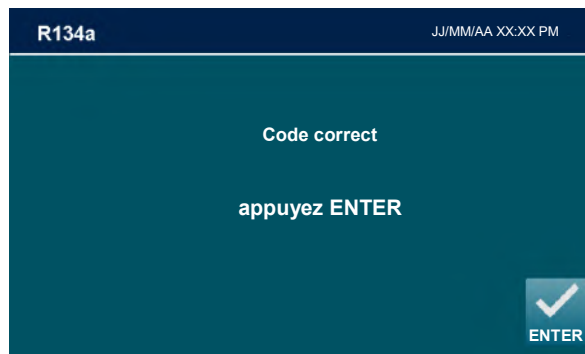 R134a JJ/MM/AA XX:XX PM
Code correct
appuyez ENTER
ENTER